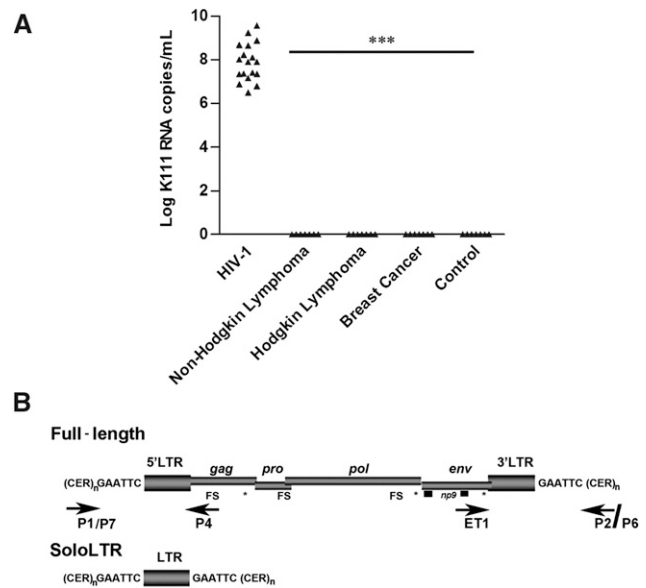 A
Log K111 RNA copies/mL
10
8
6
4
2
0
***
HIV-1
Non-Hodgkin Lymphoma
Hodgkin Lymphoma
Breast Cancer
Control
B
Full-length
5'LTR gag pro pol env 3'LTR
(CER)nGAATTC GAATTC (CER)n
FS * FS FS * np9 *
P1/P7 P4 ET1 P2/P6
SoloLTR
LTR
(CER)nGAATTC GAATTC (CER)n